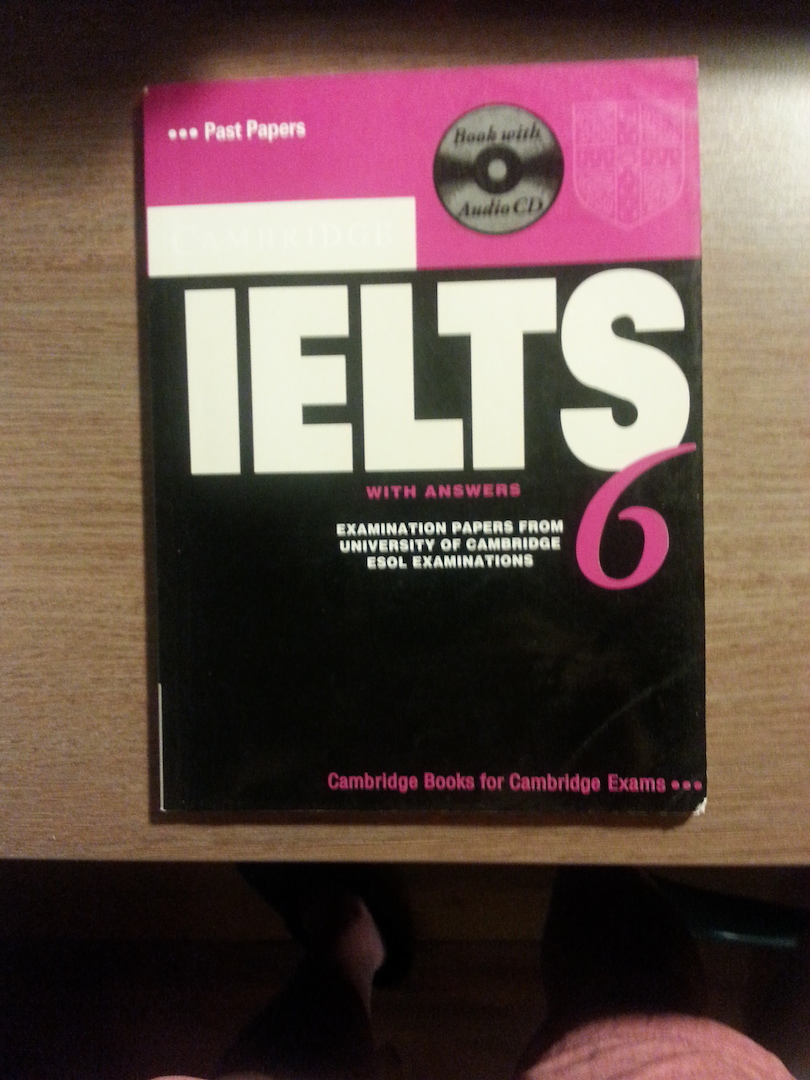 ••• Past Papers
Book with
Audio CD
CAMBRIDGE
IELTS
6
WITH ANSWERS
EXAMINATION PAPERS FROM
UNIVERSITY OF CAMBRIDGE
ESOL EXAMINATIONS
Cambridge Books for Cambridge Exams •••